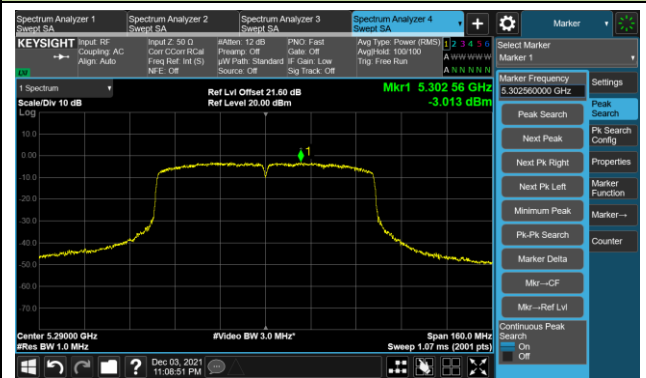 Spectrum Analyzer 1
Swept SA
Spectrum Analyzer 2
Swept SA
Spectrum Analyzer 3
Swept SA
Spectrum Analyzer 4
Swept SA
Marker
KEYSIGHT
Input: RF
Coupling: AC
Align: Auto
Input Z: 50 Ω
Corr CCorr RCal
Freq Ref: Int (S)
NFE: Off
#Atten: 12 dB
Preamp: Off
µW Path: Standard
Source: Off
PNO: Fast
Gate: Off
IF Gain: Low
Sig Track: Off
Avg Type: Power (RMS)
Avg|Hold: 100/100
Trig: Free Run
1 2 3 4 5 6
A W W W W W
A N N N N N
LXI
Select Marker
Marker 1
1 Spectrum
Scale/Div 10 dB
Log
Ref Lvl Offset 21.60 dB
Ref Level 20.00 dBm
Mkr1 5.302 56 GHz
-3.013 dBm
10.0
0.00
-10.0
-20.0
-30.0
-40.0
-50.0
-60.0
-70.0
1
Center 5.29000 GHz
#Res BW 1.0 MHz
#Video BW 3.0 MHz*
Span 160.0 MHz
Sweep 1.07 ms (2001 pts)
Marker Frequency
5.302560000 GHz
Peak Search
Next Peak
Next Pk Right
Next Pk Left
Minimum Peak
Pk-Pk Search
Marker Delta
Mkr→CF
Mkr→Ref Lvl
Continuous Peak
Search
On
Off
Settings
Peak
Search
Pk Search
Config
Properties
Marker
Function
Marker→
Counter
?
Dec 03, 2021
11:08:51 PM